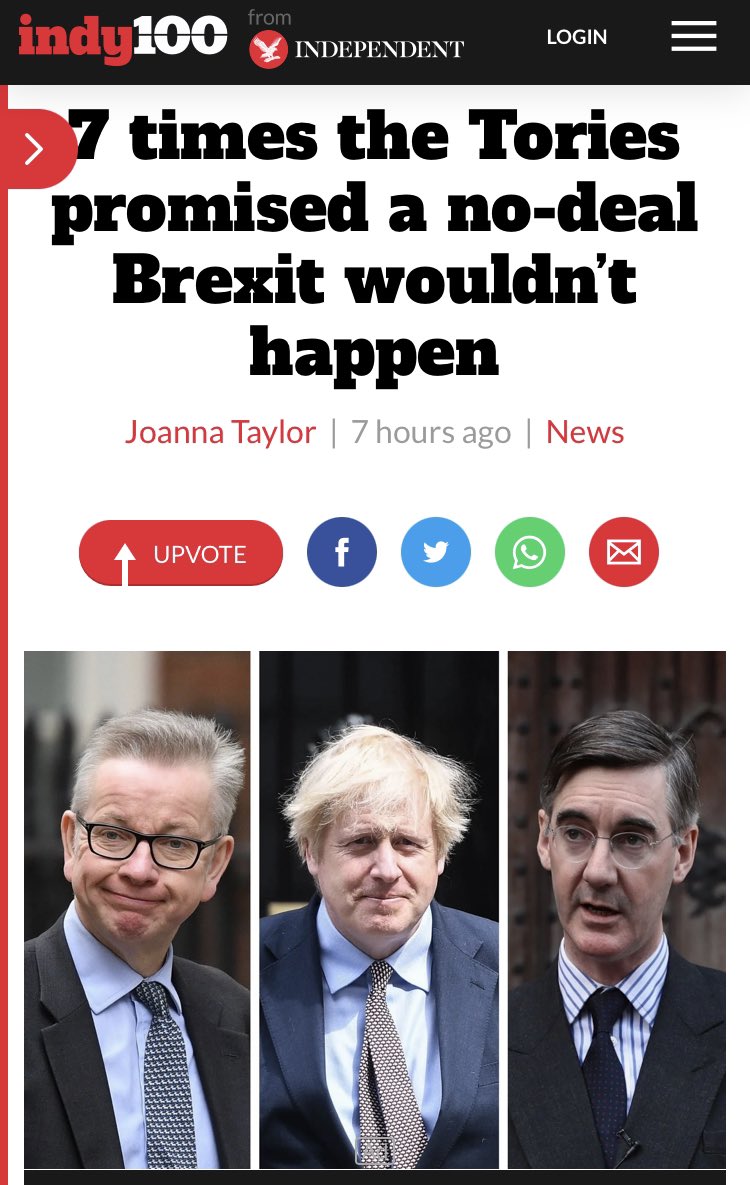 indy100 from
INDEPENDENT
LOGIN
7 times the Tories
promised a no-deal
Brexit wouldn’t
happen
Joanna Taylor | 7 hours ago | News
UPVOTE